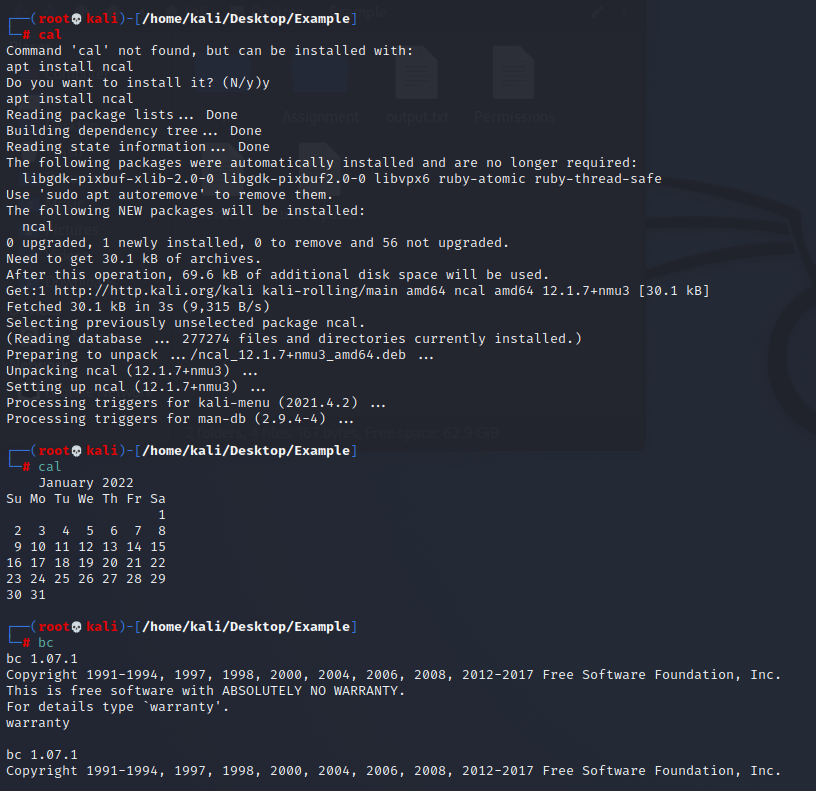 ┌──(root💀kali)-[/home/kali/Desktop/Example]
└─# cal
Command 'cal' not found, but can be installed with:
apt install ncal
Do you want to install it? (N/y)y
apt install ncal
Reading package lists... Done
Building dependency tree... Done
Reading state information... Done
The following packages were automatically installed and are no longer required:
  libgdk-pixbuf-xlib-2.0-0 libgdk-pixbuf2.0-0 libvpx6 ruby-atomic ruby-thread-safe
Use 'sudo apt autoremove' to remove them.
The following NEW packages will be installed:
  ncal
0 upgraded, 1 newly installed, 0 to remove and 56 not upgraded.
Need to get 30.1 kB of archives.
After this operation, 69.6 kB of additional disk space will be used.
Get:1 http://http.kali.org/kali kali-rolling/main amd64 ncal amd64 12.1.7+nmu3 [30.1 kB]
Fetched 30.1 kB in 3s (9,315 B/s)
Selecting previously unselected package ncal.
(Reading database ... 277274 files and directories currently installed.)
Preparing to unpack .../ncal_12.1.7+nmu3_amd64.deb ...
Unpacking ncal (12.1.7+nmu3) ...
Setting up ncal (12.1.7+nmu3) ...
Processing triggers for kali-menu (2021.4.2) ...
Processing triggers for man-db (2.9.4-4) ...
┌──(root💀kali)-[/home/kali/Desktop/Example]
└─# cal
    January 2022
Su Mo Tu We Th Fr Sa
                   1
 2  3  4  5  6  7  8
 9 10 11 12 13 14 15
16 17 18 19 20 21 22
23 24 25 26 27 28 29
30 31
┌──(root💀kali)-[/home/kali/Desktop/Example]
└─# bc
bc 1.07.1
Copyright 1991-1994, 1997, 1998, 2000, 2004, 2006, 2008, 2012-2017 Free Software Foundation, Inc.
This is free software with ABSOLUTELY NO WARRANTY.
For details type `warranty'.
warranty
bc 1.07.1
Copyright 1991-1994, 1997, 1998, 2000, 2004, 2006, 2008, 2012-2017 Free Software Foundation, Inc.
Assignment
output.txt
Permissions